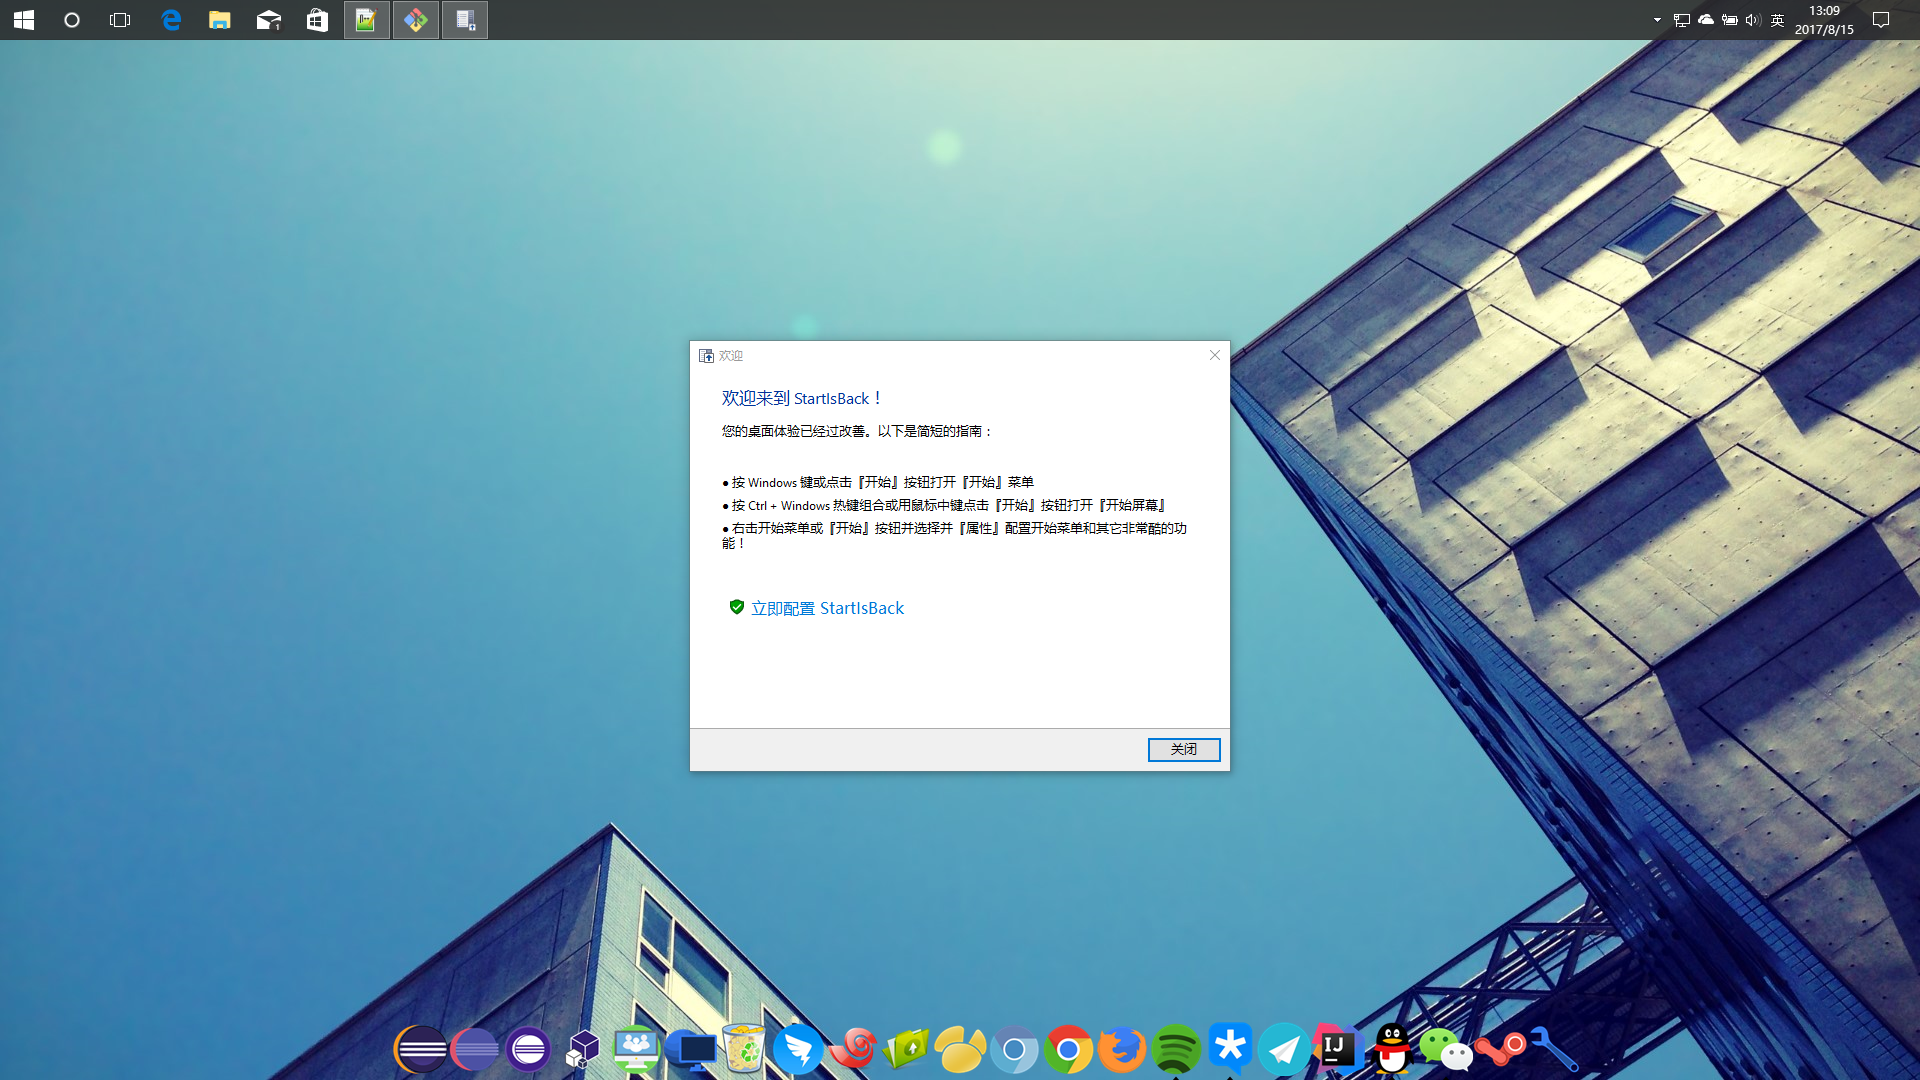 1
英
13:09
2017/8/15
欢迎
欢迎来到 StartIsBack！
您的桌面体验已经过改善。以下是简短的指南：
● 按 Windows 键或点击『开始』按钮打开『开始』菜单
● 按 Ctrl + Windows 热键组合或用鼠标中键点击『开始』按钮打开『开始屏幕』
● 右击开始菜单或『开始』按钮并选择并『属性』配置开始菜单和其它非常酷的功
能！
立即配置 StartIsBack
关闭
IJ